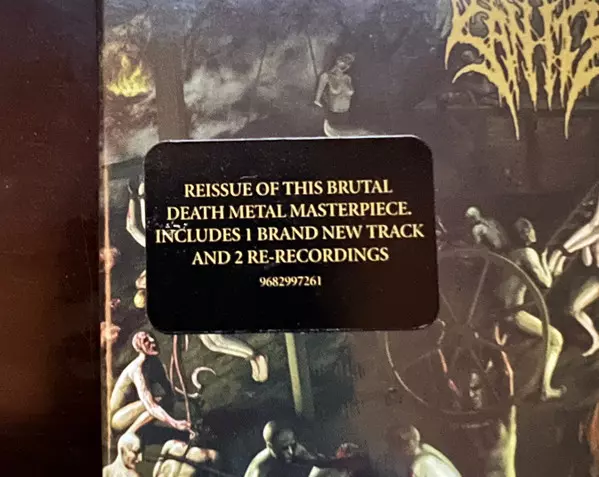 REISSUE OF THIS BRUTAL
DEATH METAL MASTERPIECE.
INCLUDES 1 BRAND NEW TRACK
AND 2 RE-RECORDINGS
9682997261